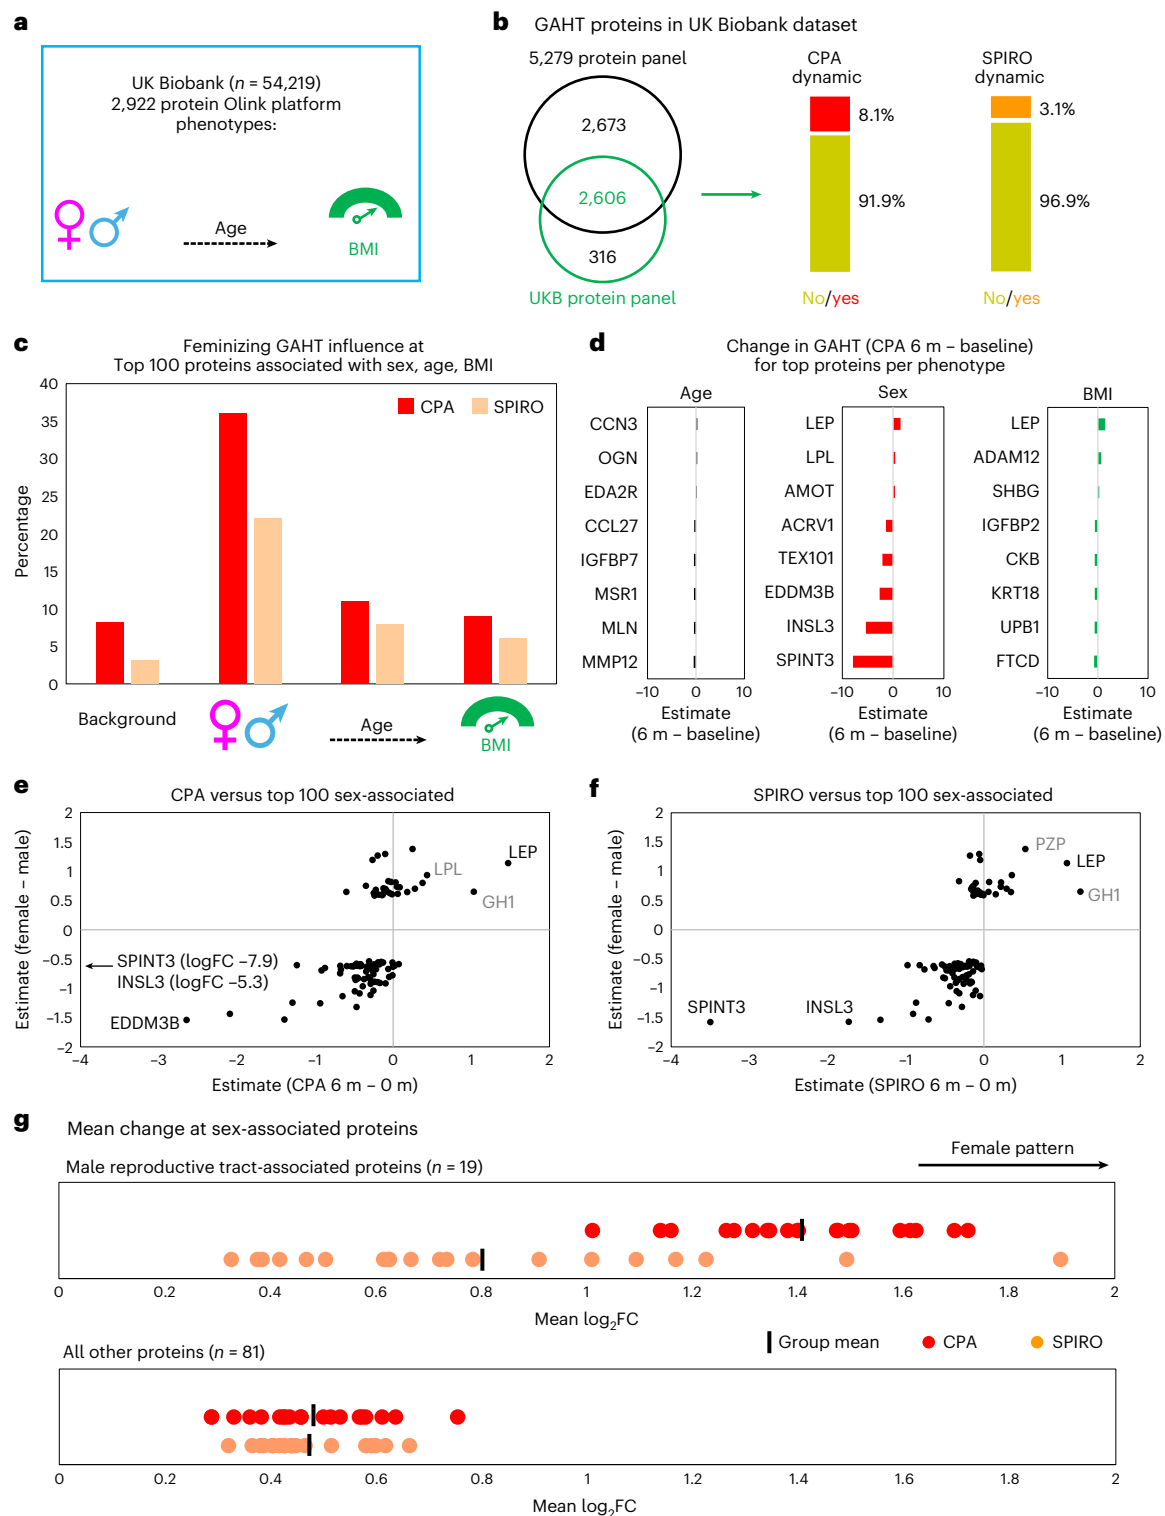 a
UK Biobank (n = 54,219)
2,922 protein Olink platform
phenotypes:
Age
BMI
b GAHT proteins in UK Biobank dataset
5,279 protein panel
2,673
2,606
316
UKB protein panel
CPA
dynamic
8.1%
91.9%
No/yes
SPIRO
dynamic
3.1%
96.9%
No/yes
c
Feminizing GAHT influence at
Top 100 proteins associated with sex, age, BMI
CPA SPIRO
Percentage
40
35
30
25
20
15
10
5
0
Background
Age
BMI
d
Change in GAHT (CPA 6 m – baseline)
for top proteins per phenotype
Age
CCN3
OGN
EDA2R
CCL27
IGFBP7
MSR1
MLN
MMP12
–10 0 10
Estimate
(6 m – baseline)
Sex
LEP
LPL
AMOT
ACRV1
TEX101
EDDM3B
INSL3
SPINT3
–10 0 10
Estimate
(6 m – baseline)
BMI
LEP
ADAM12
SHBG
IGFBP2
CKB
KRT18
UPB1
FTCD
–10 0 10
Estimate
(6 m – baseline)
e
CPA versus top 100 sex-associated
Estimate (female – male)
2
1.5
1
0.5
0
–0.5
–1
–1.5
–2
LEP
LPL
GH1
SPINT3 (logFC –7.9)
INSL3 (logFC –5.3)
EDDM3B
–4 –3 –2 –1 0 1 2
Estimate (CPA 6 m – 0 m)
f
SPIRO versus top 100 sex-associated
Estimate (female – male)
2
1.5
1
0.5
0
–0.5
–1
–1.5
–2
PZP
LEP
GH1
SPINT3
INSL3
–4 –3 –2 –1 0 1 2
Estimate (SPIRO 6 m – 0 m)
g
Mean change at sex-associated proteins
Female pattern
Male reproductive tract-associated proteins (n = 19)
0 0.2 0.4 0.6 0.8 1 1.2 1.4 1.6 1.8 2
Mean log2FC
Group mean CPA SPIRO
All other proteins (n = 81)
0 0.2 0.4 0.6 0.8 1 1.2 1.4 1.6 1.8 2
Mean log2FC